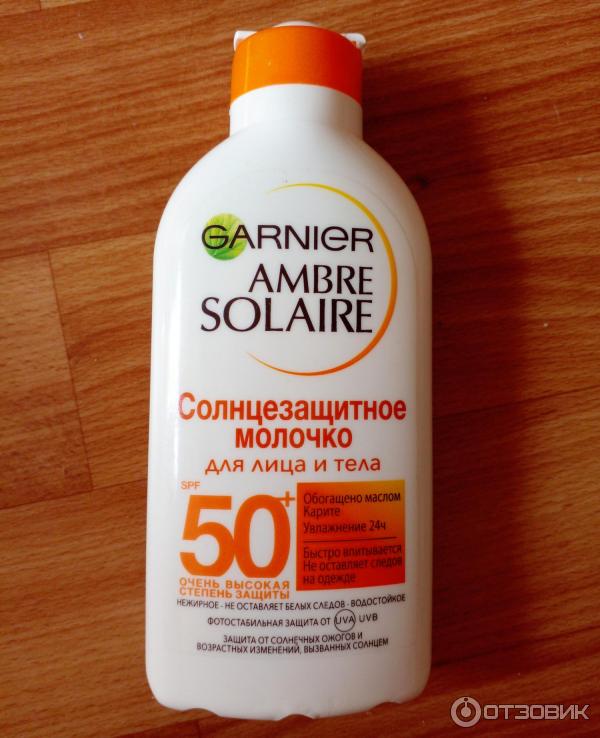 GARNIER
AMBRE
SOLAIRE
Солнцезащитное
молочко
для лица и тела
SPF
50+
ОЧЕНЬ ВЫСОКАЯ
СТЕПЕНЬ ЗАЩИТЫ
Обогащено маслом
Карите
Увлажнение 24ч
Быстро впитывается
Не оставляет следов
на одежде
НЕЖИРНОЕ - НЕ ОСТАВЛЯЕТ БЕЛЫХ СЛЕДОВ - ВОДОСТОЙКОЕ
ФОТОСТАБИЛЬНАЯ ЗАЩИТА ОТ UVA UVB
ЗАЩИТА ОТ СОЛНЕЧНЫХ ОЖОГОВ И
ВОЗРАСТНЫХ ИЗМЕНЕНИЙ, ВЫЗВАННЫХ СОЛНЦЕМ
ОТЗОВИК